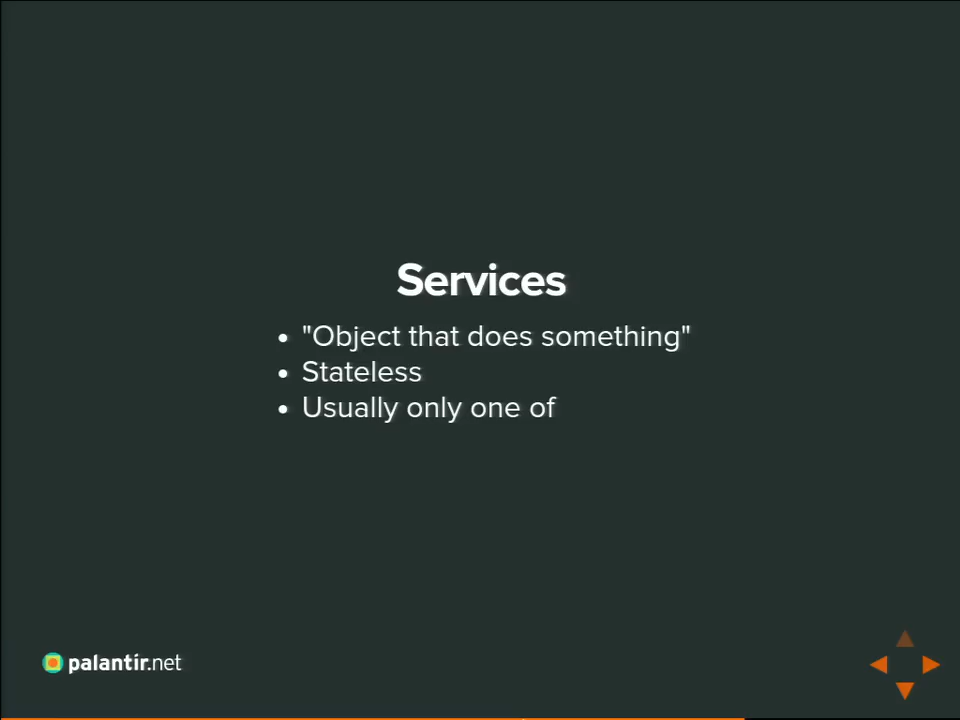 Services
• "Object that does something"
• Stateless
• Usually only one of
palantir.net